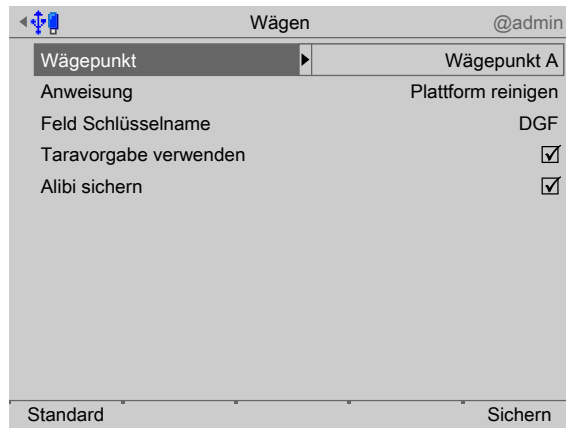 Wägen @admin
Wägepunkt Wägepunkt A
Anweisung Plattform reinigen
Feld Schlüsselname DGF
Taravorgabe verwenden
Alibi sichern
Standard Sichern